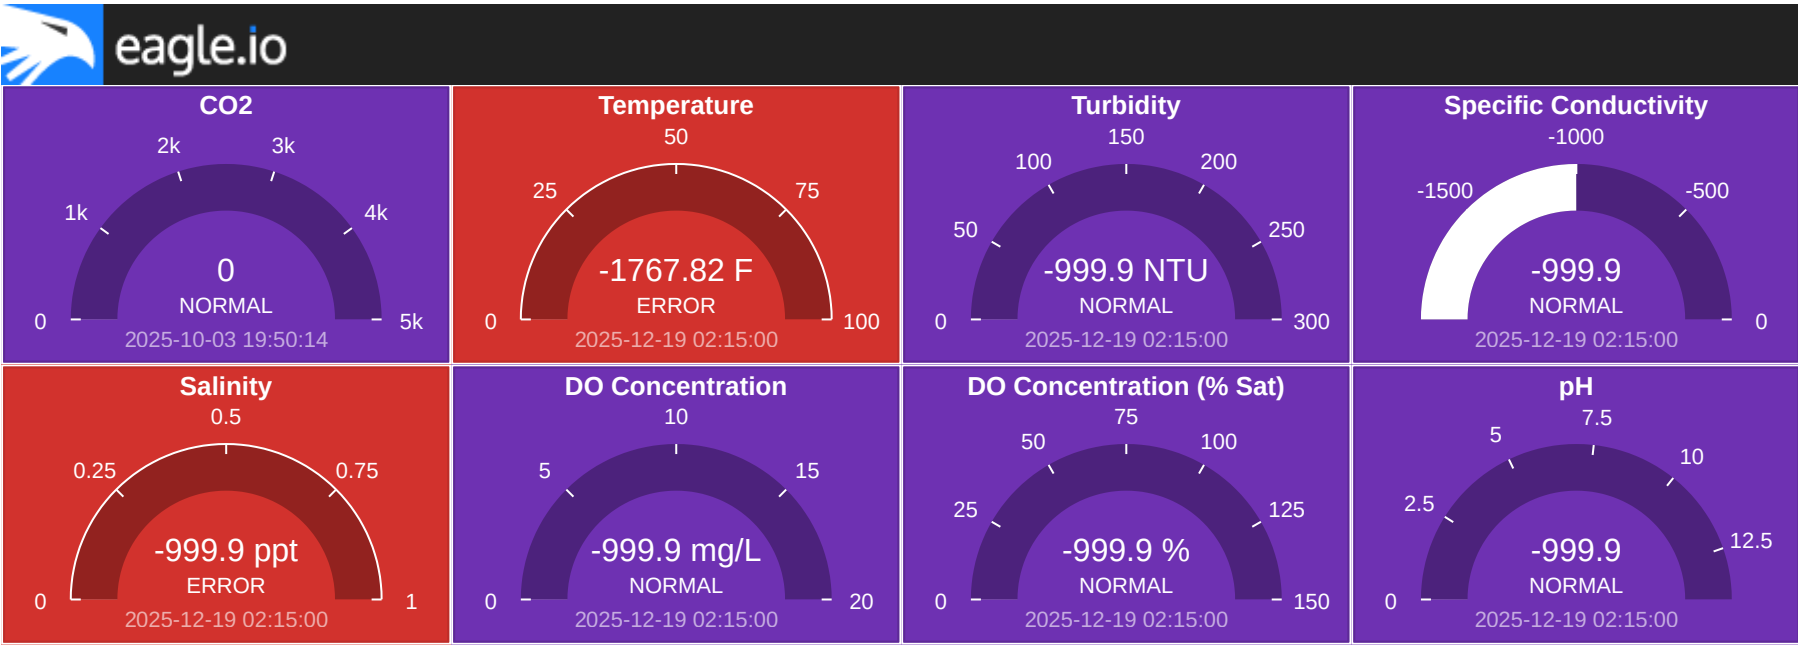 eagle.io
CO2
0
1k
2k
3k
4k
5k
0
NORMAL
2025-10-03 19:50:14
Temperature
0
25
50
75
100
-1767.82 F
ERROR
2025-12-19 02:15:00
Turbidity
0
50
100
150
200
250
300
-999.9 NTU
NORMAL
2025-12-19 02:15:00
Specific Conductivity
-1500
-1000
-500
0
-999.9
NORMAL
2025-12-19 02:15:00
Salinity
0
0.25
0.5
0.75
1
-999.9 ppt
ERROR
2025-12-19 02:15:00
DO Concentration
0
5
10
15
20
-999.9 mg/L
NORMAL
2025-12-19 02:15:00
DO Concentration (% Sat)
0
25
50
75
100
125
150
-999.9 %
NORMAL
2025-12-19 02:15:00
pH
0
2.5
5
7.5
10
12.5
-999.9
NORMAL
2025-12-19 02:15:00